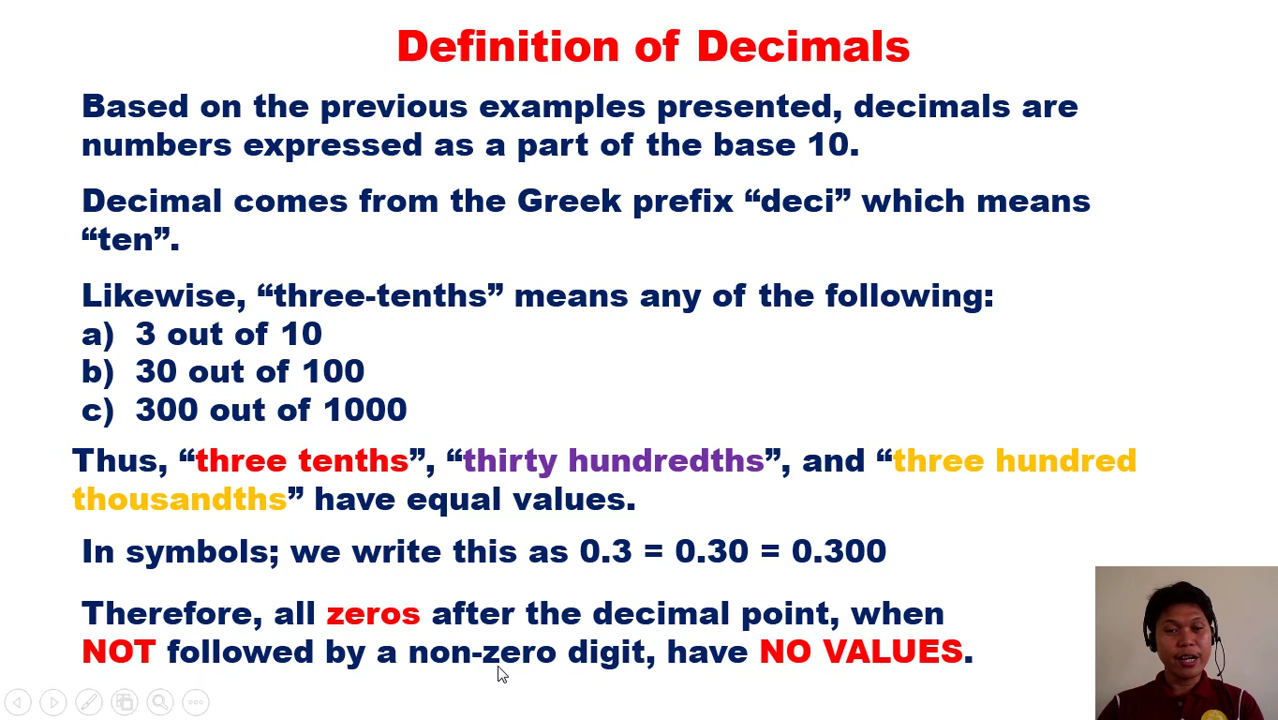 Definition of Decimals
Based on the previous examples presented, decimals are
numbers expressed as a part of the base 10.
Decimal comes from the Greek prefix “deci” which means
“ten”.
Likewise, “three-tenths” means any of the following:
a) 3 out of 10
b) 30 out of 100
c) 300 out of 1000
Thus, “three tenths”, “thirty hundredths”, and “three hundred
thousandths” have equal values.
In symbols; we write this as 0.3 = 0.30 = 0.300
Therefore, all zeros after the decimal point, when
NOT followed by a non-zero digit, have NO VALUES.